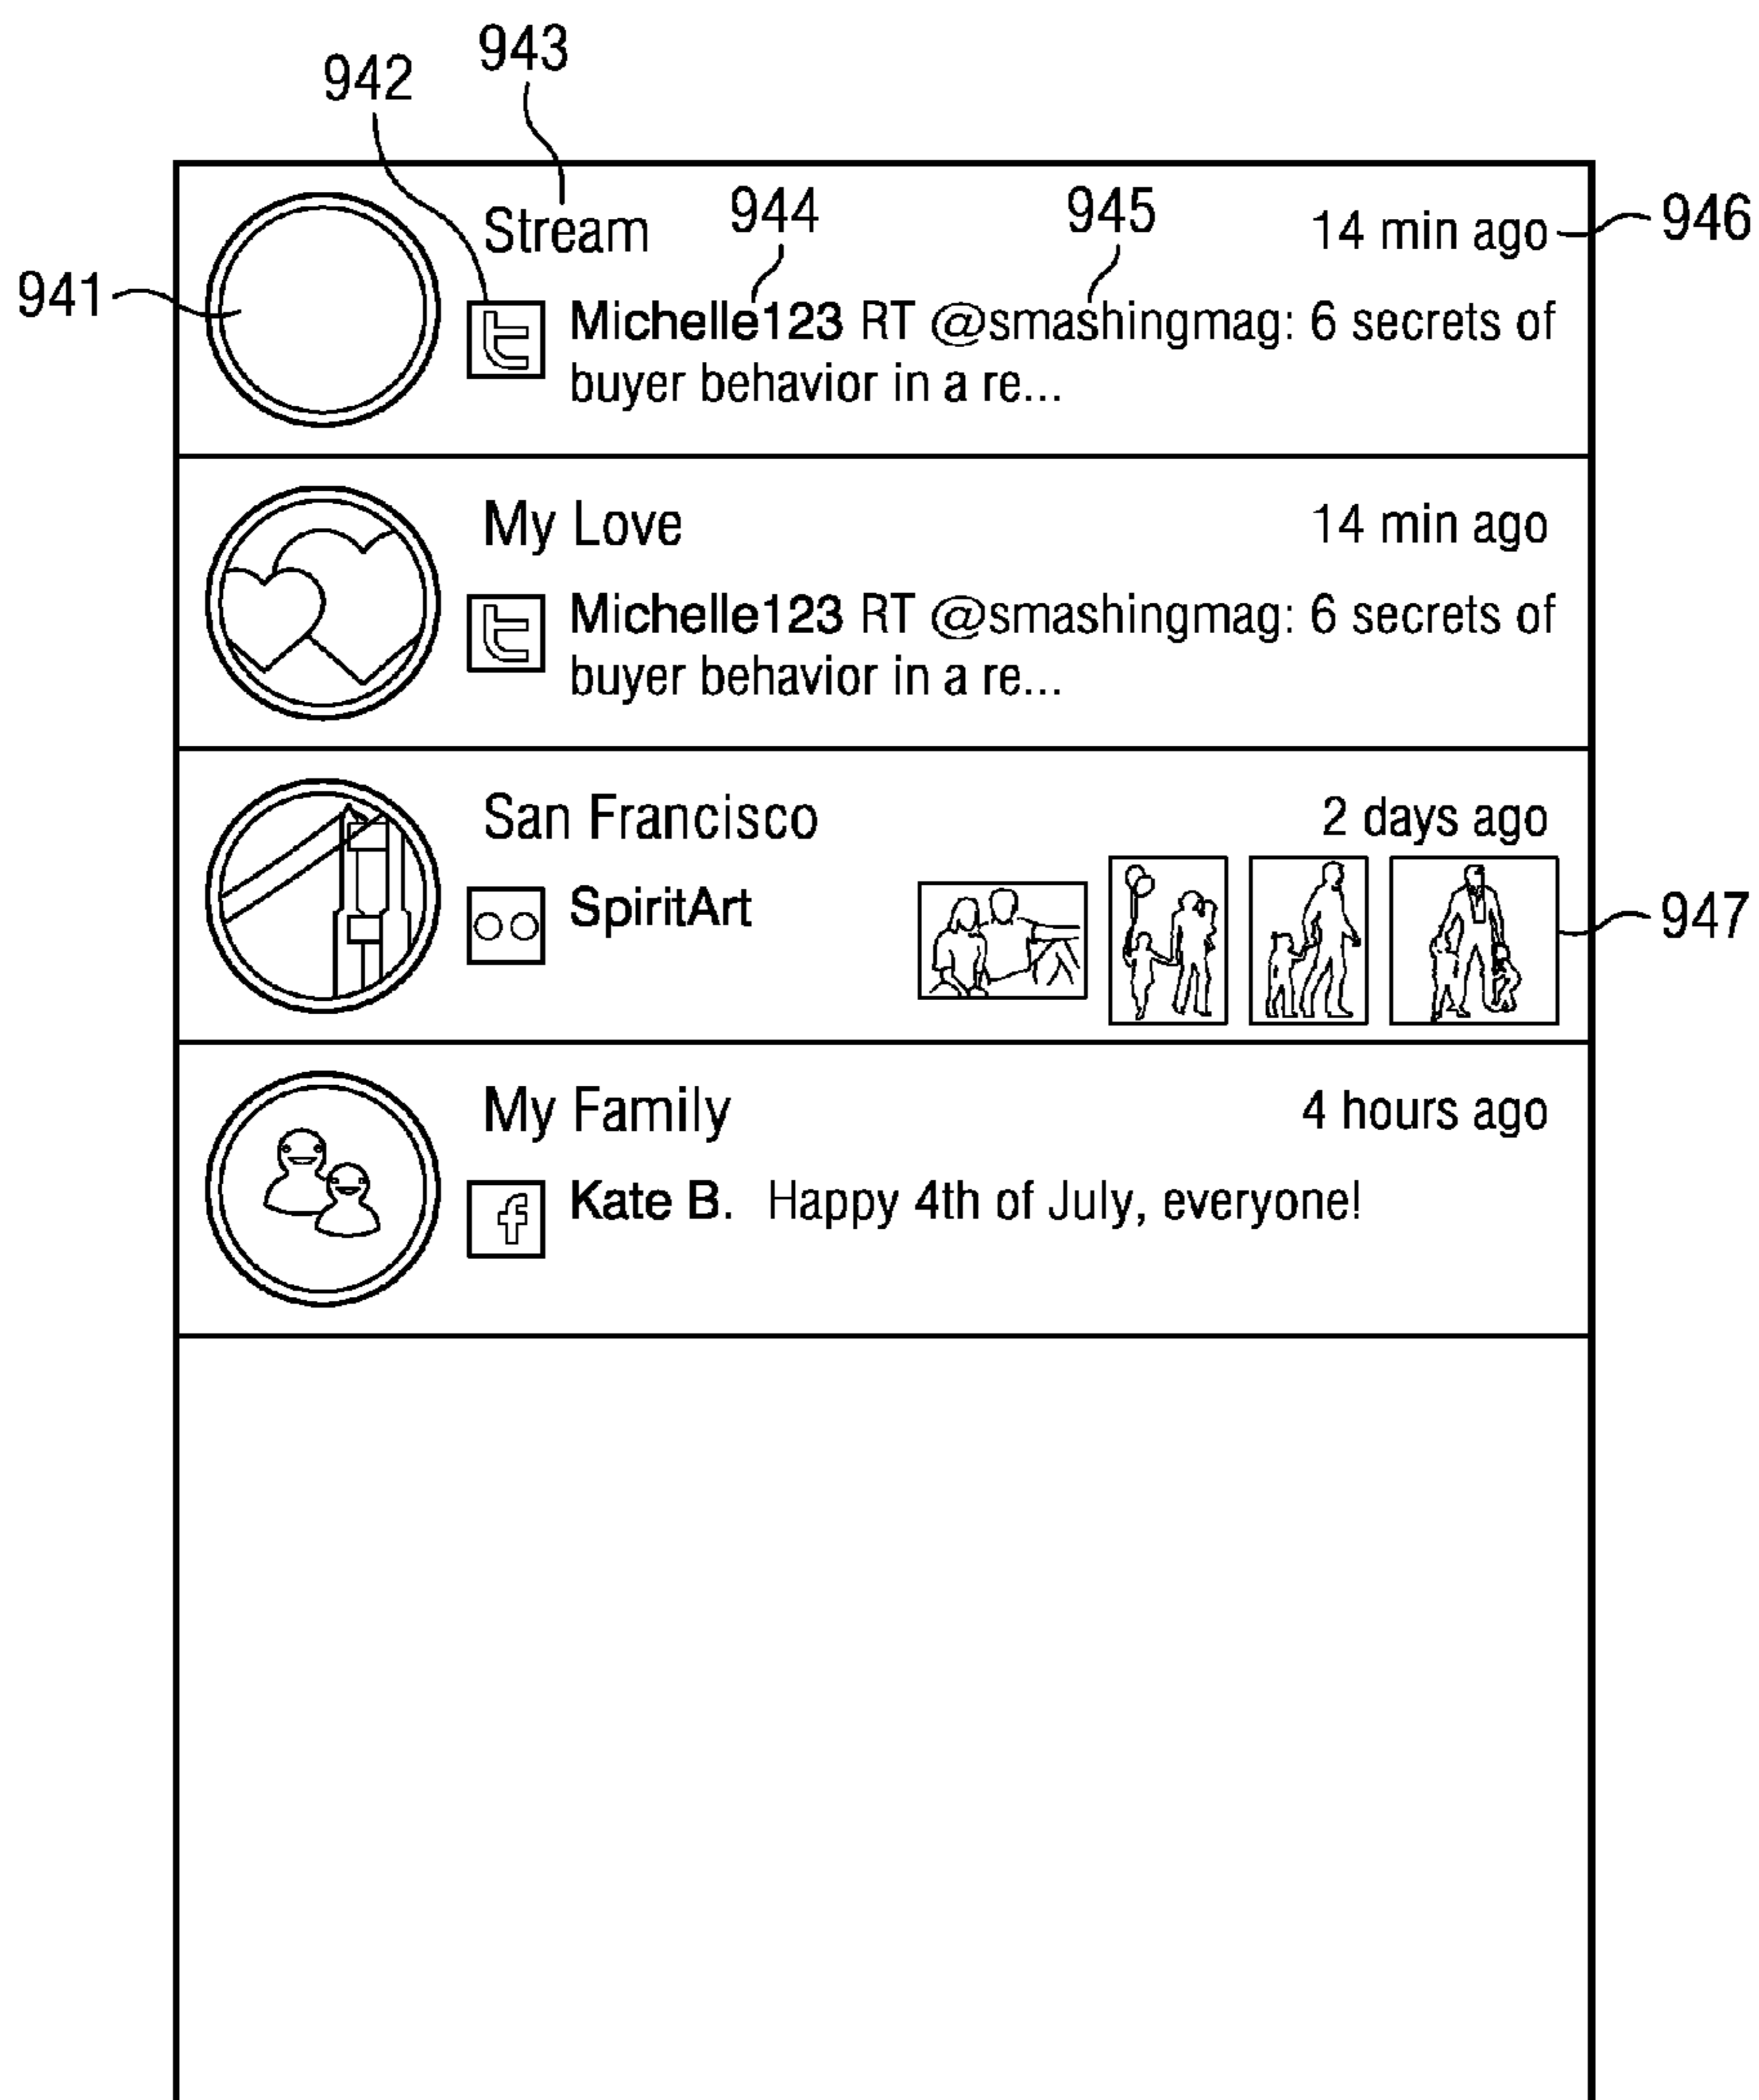 943
942
Stream 944 945 14 min ago 946
941
Michelle123 RT @smashingmag: 6 secrets of
buyer behavior in a re...
My Love 14 min ago
Michelle123 RT @smashingmag: 6 secrets of
buyer behavior in a re...
San Francisco 2 days ago
SpiritArt 947
My Family 4 hours ago
f Kate B. Happy 4th of July, everyone!